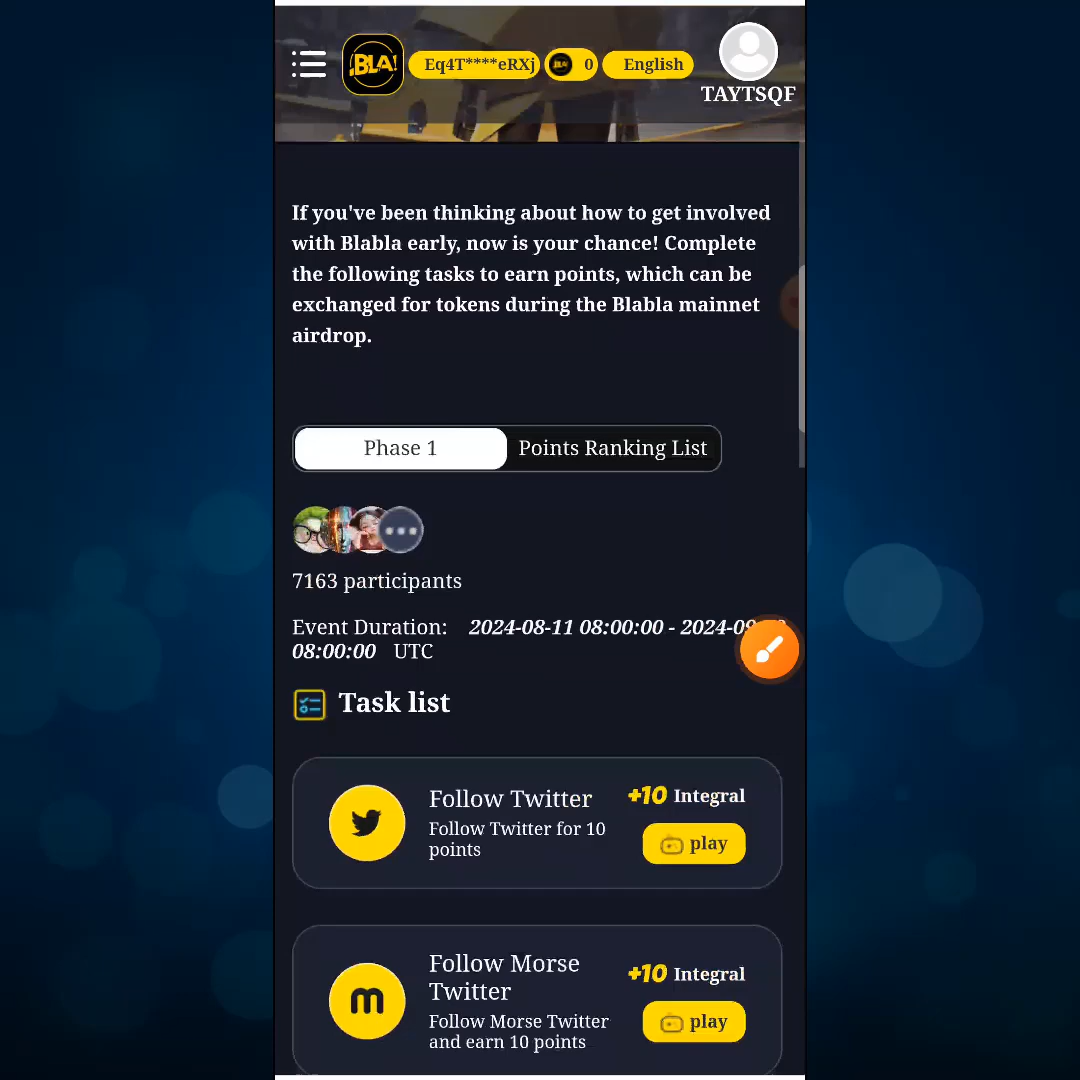 BLA!
Eq4T****eRXj
0
English
TAYTSQF
If you've been thinking about how to get involved
with Blabla early, now is your chance! Complete
the following tasks to earn points, which can be
exchanged for tokens during the Blabla mainnet
airdrop.
Phase 1
Points Ranking List
7163 participants
Event Duration: 2024-08-11 08:00:00 - 2024-09
08:00:00 UTC
Task list
Follow Twitter
+10 Integral
Follow Twitter for 10
points
play
Follow Morse
Twitter
+10 Integral
Follow Morse Twitter
and earn 10 points
play